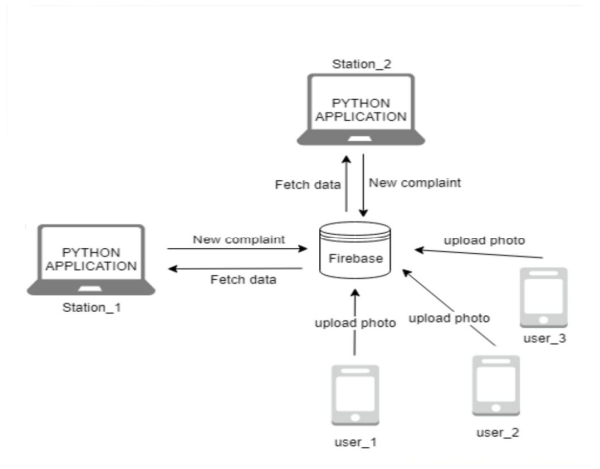 Station_2
PYTHON
APPLICATION
Fetch data
New complaint
New complaint
Firebase
upload photo
PYTHON
APPLICATION
Fetch data
Station_1
upload photo
upload photo
user_3
user_1
user_2